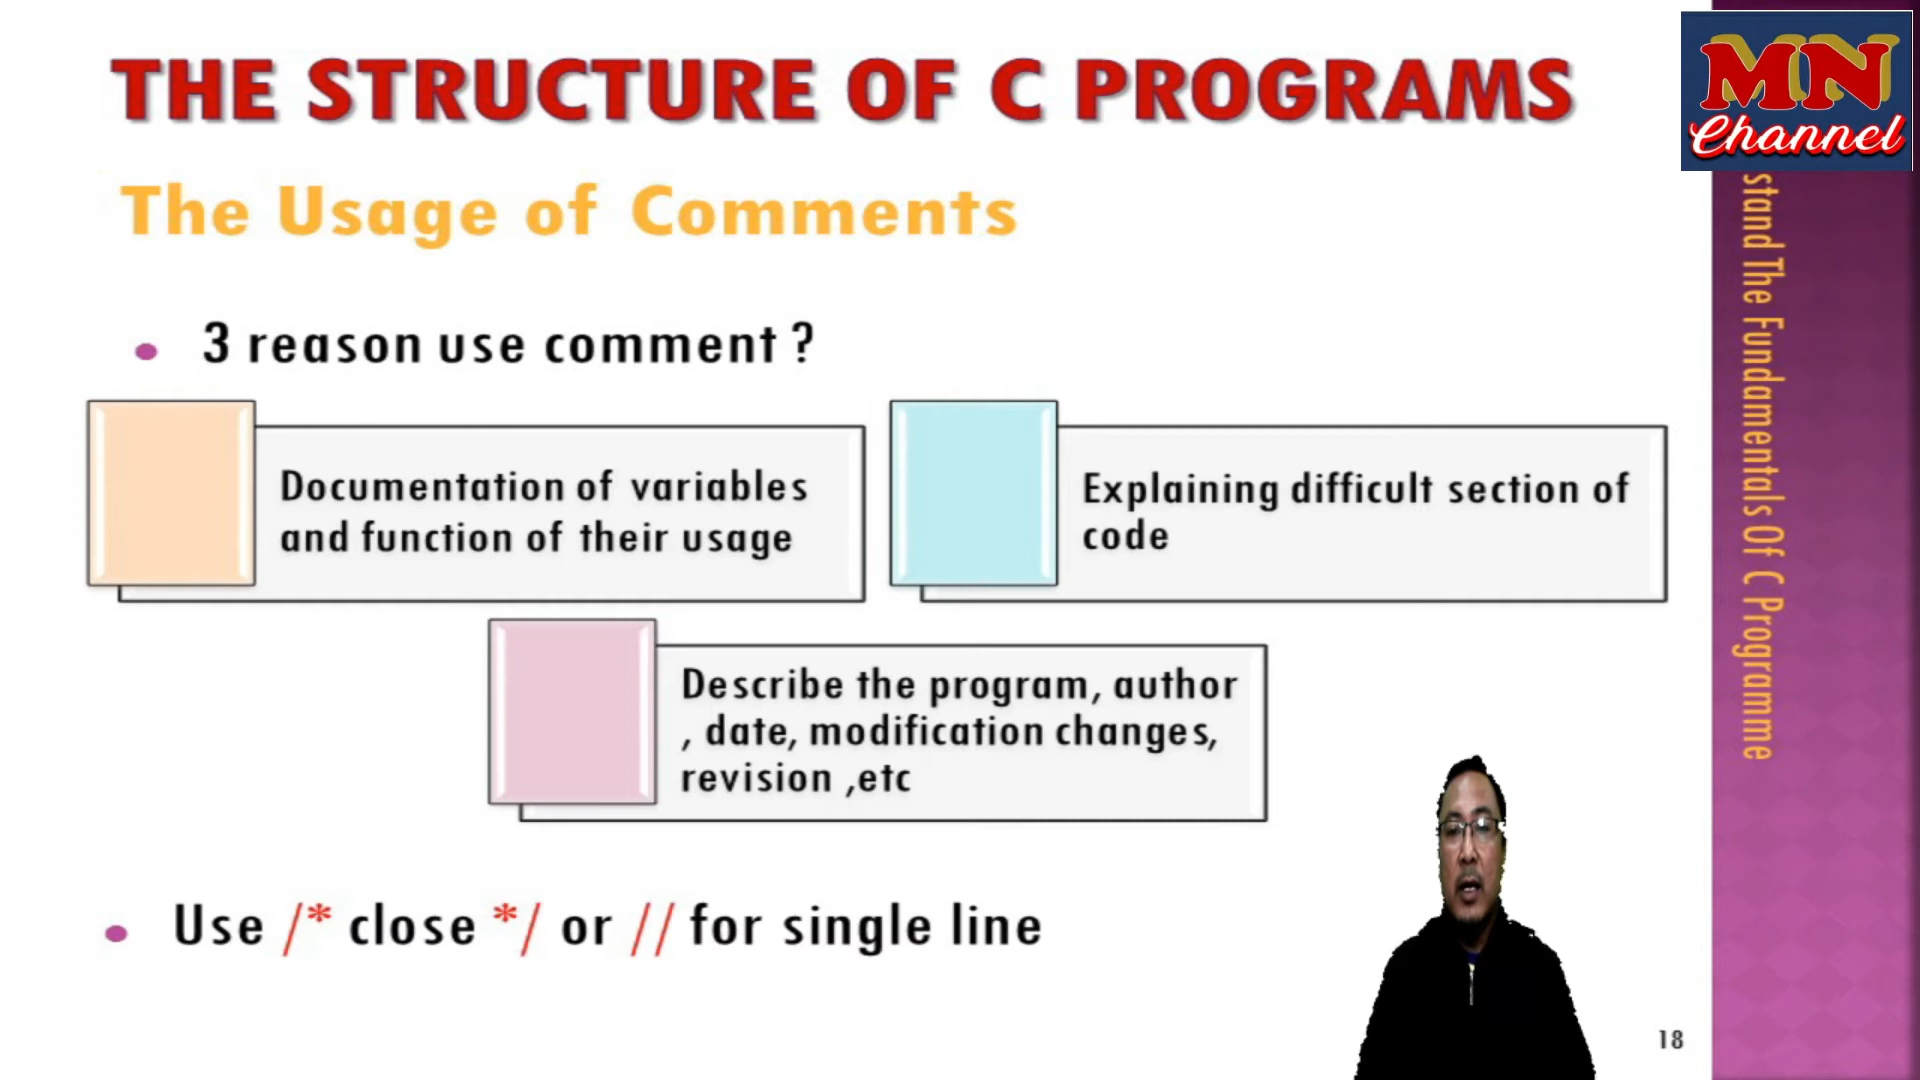 THE STRUCTURE OF C PROGRAMS
MN
Channel
The Usage of Comments
3 reason use comment ?
Documentation of variables
and function of their usage
Explaining difficult section of
code
Describe the program, author
, date, modification changes,
revision ,etc
Use /* close */ or // for single line
stand The Fundamentals Of C Programme
18